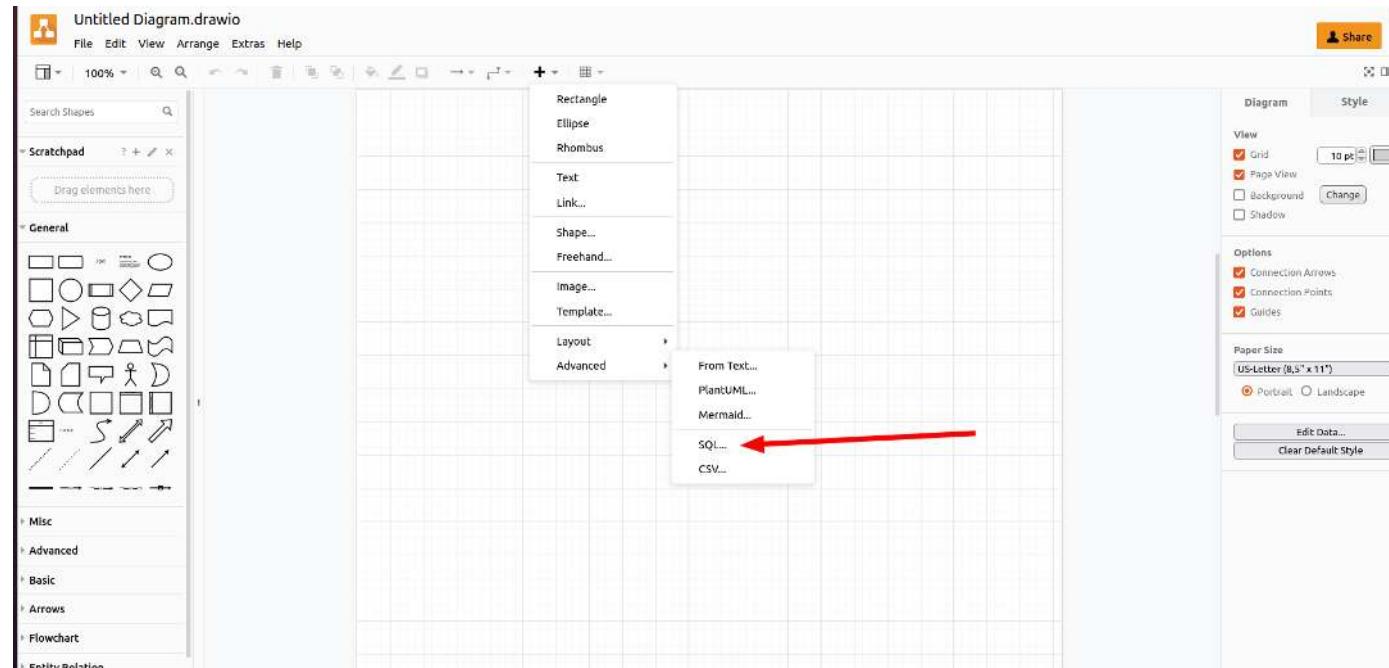 Untitled Diagram.drawio
File Edit View Arrange Extras Help
Share
100%
Search Shapes
Scratchpad
Drag elements here
General
Misc
Advanced
Basic
Arrows
Flowchart
Entity Relation
Rectangle
Ellipse
Rhombus
Text
Link...
Shape...
Freehand...
Image...
Template...
Layout
Advanced
From Text...
PlantUML...
Mermaid...
SQL...
CSV...
Diagram Style
View
Grid 10 pt
Page View
Background Change
Shadow
Options
Connection Arrows
Connection Points
Guides
Paper Size
US-Letter (8,5" x 11")
Portrait Landscape
Edit Data...
Clear Default Style